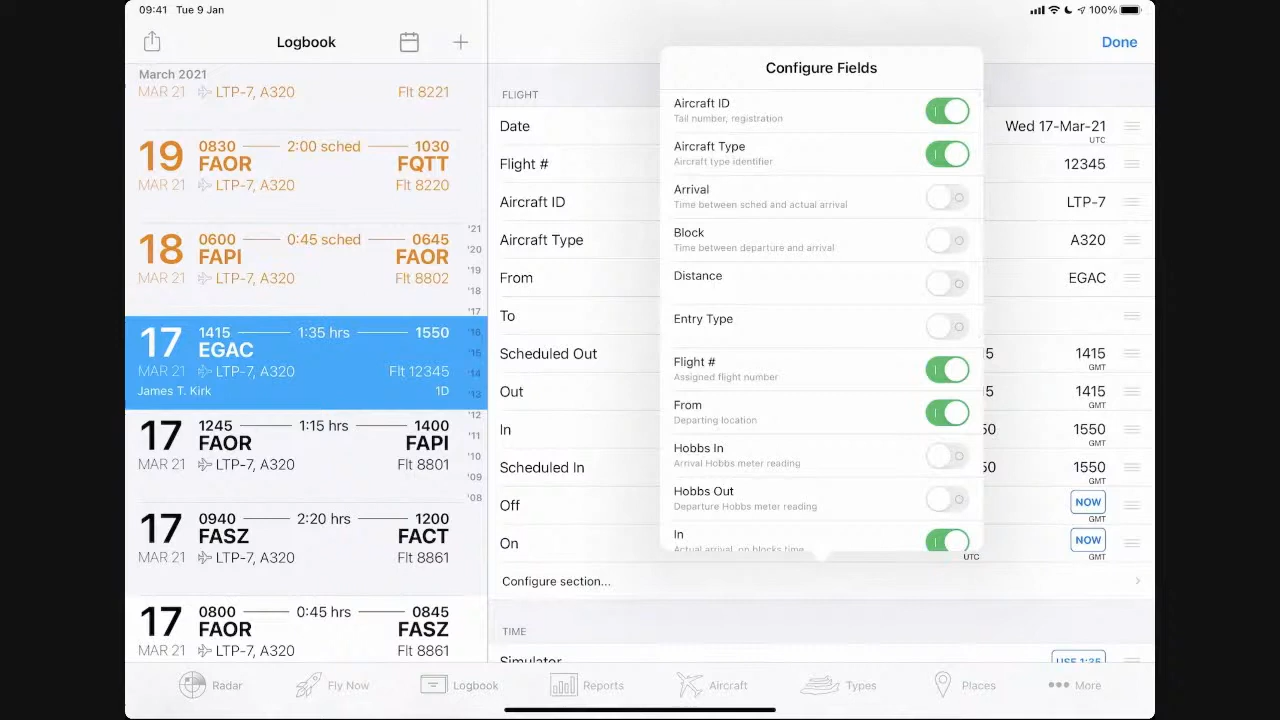 09:41 Tue 9 Jan
100%
Logbook
March 2021
MAR 21 LTP-7, A320 Flt 8221
19 0830 2:00 sched 1030
FAOR FQTT
MAR 21 LTP-7, A320 Flt 8220
18 0600 0:45 sched 0645
FAPI FAOR
MAR 21 LTP-7, A320 Flt 8802
17 1415 1:35 hrs 1550
EGAC
MAR 21 LTP-7, A320 Flt 12345
James T. Kirk 1D
17 1245 1:15 hrs 1400
FAOR FAPI
MAR 21 LTP-7, A320 Flt 8801
17 0940 2:20 hrs 1200
FASZ FACT
MAR 21 LTP-7, A320 Flt 8861
17 0800 0:45 hrs 0845
FAOR FASZ
MAR 21 LTP-7, A320 Flt 8861
'21
'20
'19
'18
'17
'16
'15
'14
'13
'12
'11
'10
'09
'08
Done
FLIGHT
Date Wed 17-Mar-21
UTC
Flight # 12345
Aircraft ID LTP-7
Aircraft Type A320
From EGAC
To
Scheduled Out 5 1415
GMT
Out 1415
GMT
In 50 1550
GMT
Scheduled In 50 1550
GMT
Off NOW
GMT
On NOW
UTC GMT
Configure section...
TIME
Simulator USE 1:35
Configure Fields
Aircraft ID
Tail number, registration
Aircraft Type
Aircraft type identifier
Arrival
Time between sched and actual arrival
Block
Time between departure and arrival
Distance
Entry Type
Flight #
Assigned flight number
From
Departing location
Hobbs In
Arrival Hobbs meter reading
Hobbs Out
Departure Hobbs meter reading
In
Actual arrival, on blocks time
Radar Fly Now Logbook Reports Aircraft Types Places More